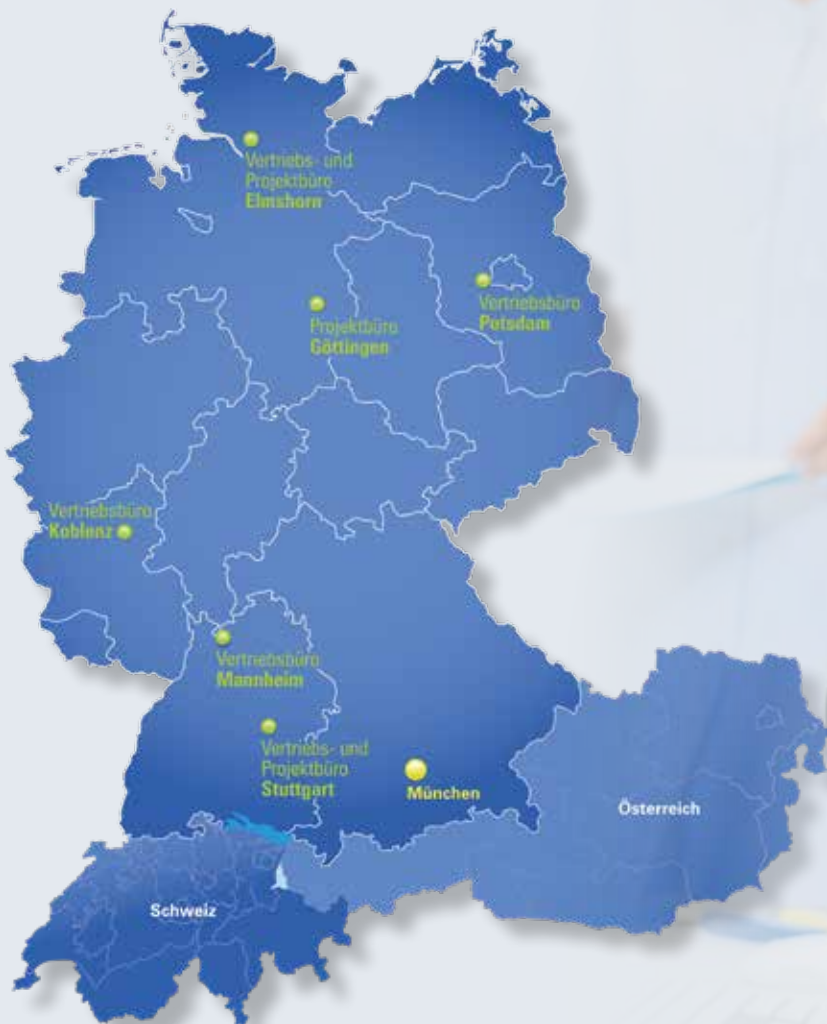 Vertriebs- und
Projektbüro
Elmshorn
Vertriebsbüro
Potsdam
Projektbüro
Göttingen
Vertriebsbüro
Koblenz
Vertriebsbüro
Mannheim
Vertriebs- und
Projektbüro
Stuttgart
München
Österreich
Schweiz